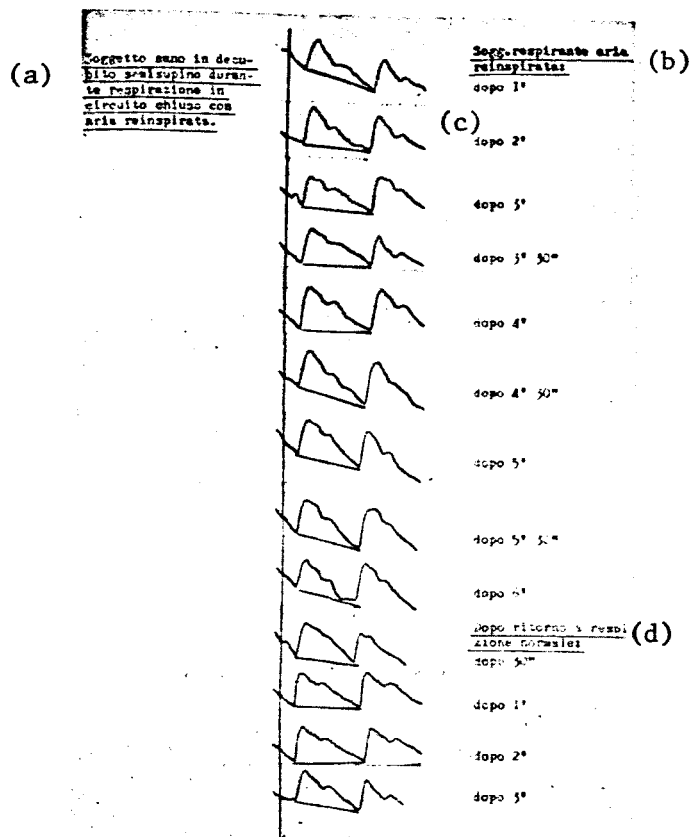 (a)
Soggetto sano in decu-
bito semisupino duran-
te respirazione in
circuito chiuso con
aria reinspirata.
Sogg.respirante aria
reinspirata:
(b)
dopo 1'
(c)
dopo 2'
dopo 3'
dopo 3' 30"
dopo 4'
dopo 4' 30"
dopo 5'
dopo 5' 30"
dopo 6'
Dopo ritorno a respi
zione normale:
(d)
dopo 30"
dopo 1'
dopo 2'
dopo 3'